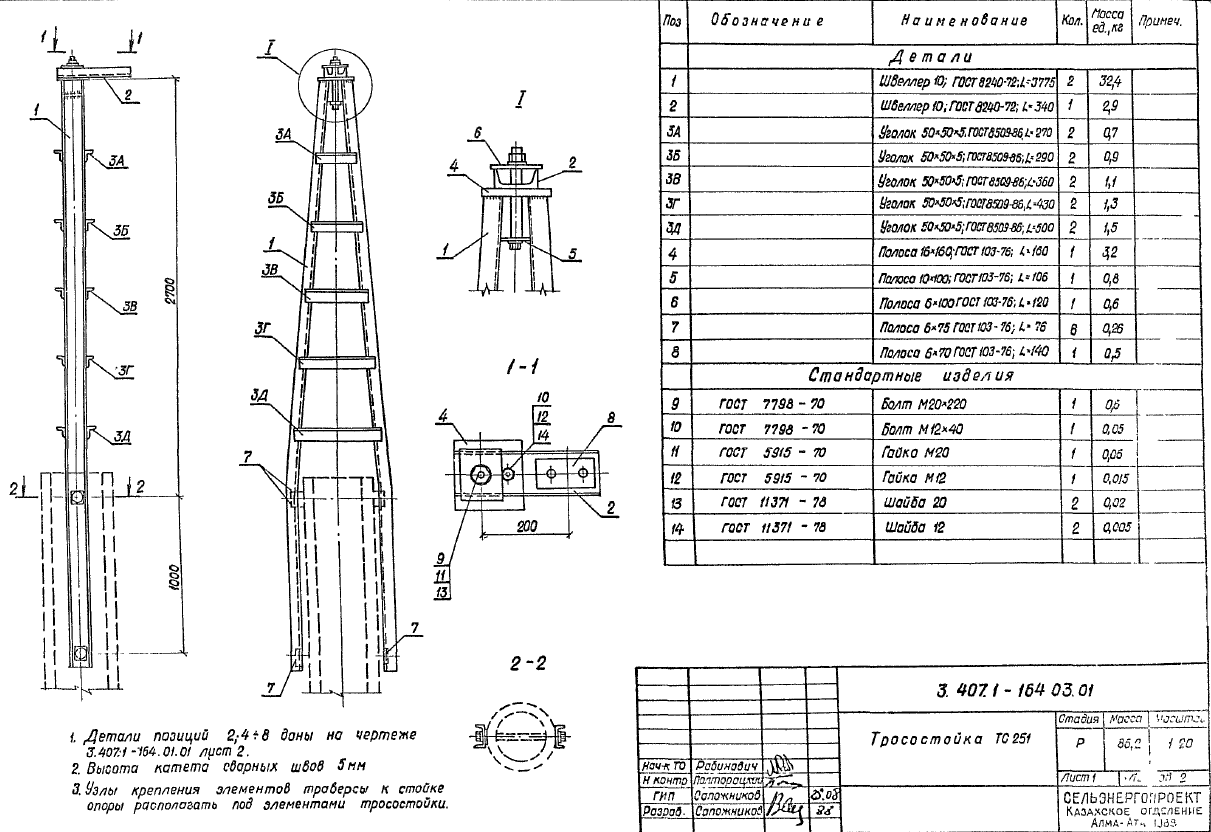 Поз Обозначение Наименование Кол. Масса ед., кг Примеч.
Детали
1 Швеллер 10; ГОСТ 8240-72; L=3775 2 32,4
2 Швеллер 10; ГОСТ 8240-72; L=340 1 2,9
3А Уголок 50×50×5; ГОСТ 8509-86; L=270 2 0,7
3Б Уголок 50×50×5; ГОСТ 8509-86; L=290 2 0,9
3В Уголок 50×50×5; ГОСТ 8509-86; L=360 2 1,1
3Г Уголок 50×50×5; ГОСТ 8509-86; L=430 2 1,3
3Д Уголок 50×50×5; ГОСТ 8509-86; L=500 2 1,5
4 Полоса 16×160; ГОСТ 103-76; L=160 1 3,2
5 Полоса 10×100; ГОСТ 103-76; L=106 1 0,8
6 Полоса 6×100 ГОСТ 103-76; L=120 1 0,6
7 Полоса 6×75 ГОСТ 103-76; L=76 6 0,26
8 Полоса 6×70 ГОСТ 103-76; L=140 1 0,5
Стандартные изделия
9 ГОСТ 7798-70 Болт М20×220 1 0,6
10 ГОСТ 7798-70 Болт М12×40 1 0,05
11 ГОСТ 5915-70 Гайка М20 1 0,06
12 ГОСТ 5915-70 Гайка М12 1 0,015
13 ГОСТ 11371-78 Шайба 20 2 0,02
14 ГОСТ 11371-78 Шайба 12 2 0,005
1 1
2
1
3А
3Б
3В
3Г
3Д
2 2
2700
1000
I
3А
3Б
1
3В
3Г
3Д
7
7
7
I
6
4
2
1
5
1-1
10
12
14
4
8
2
200
9
11
13
2-2
1. Детали позиций 2; 4÷8 даны на чертеже
3.407.1-164.01.01 лист 2.
2. Высота катета сварных швов 5мм
3. Узлы крепления элементов траверсы к стойке
опоры располагать под элементами тросостойки.
3.407.1-164 03.01
Тросостойка ТС 251
Стадия Масса Масштаб
Р 85,2 1 20
Лист 1 2
Нач-к ТО Рабинович
Н контр Полторацкий
ГИП Сапожников
Разраб. Сапожников 88
СЕЛЬЭНЕРГОПРОЕКТ
КАЗАХСКОЕ ОТДЕЛЕНИЕ
АЛМА-АТА